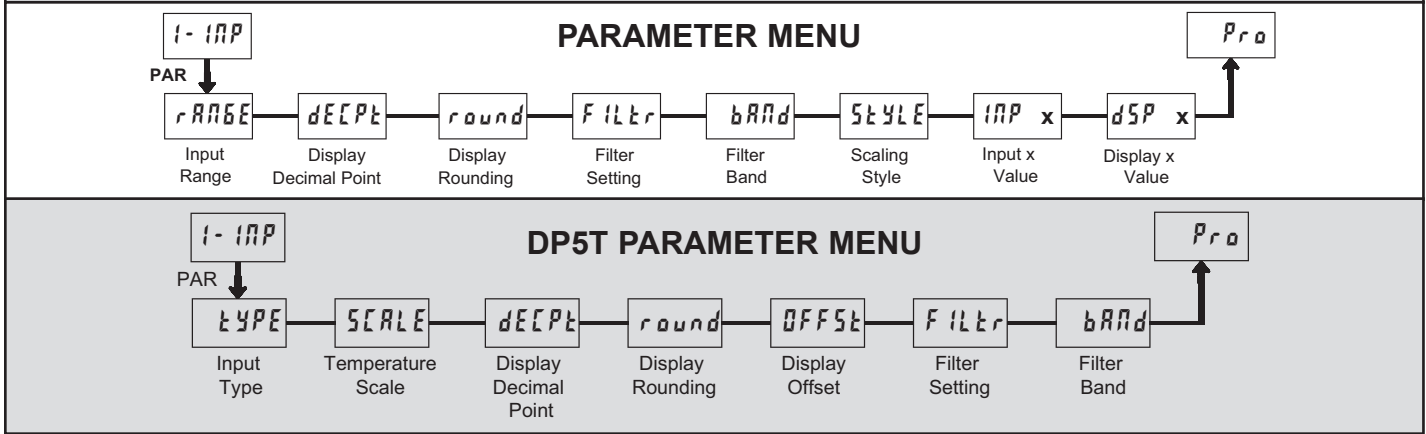 1-INP
PARAMETER MENU
Pro
PAR
rANGE
dECPt
round
FILtr
bANd
StYLE
INP x
dSP x
Input
Range
Display
Decimal Point
Display
Rounding
Filter
Setting
Filter
Band
Scaling
Style
Input x
Value
Display x
Value
1-INP
DP5T PARAMETER MENU
Pro
PAR
tYPE
SCALE
dECPt
round
OFFSt
FILtr
bANd
Input
Type
Temperature
Scale
Display
Decimal
Point
Display
Rounding
Display
Offset
Filter
Setting
Filter
Band